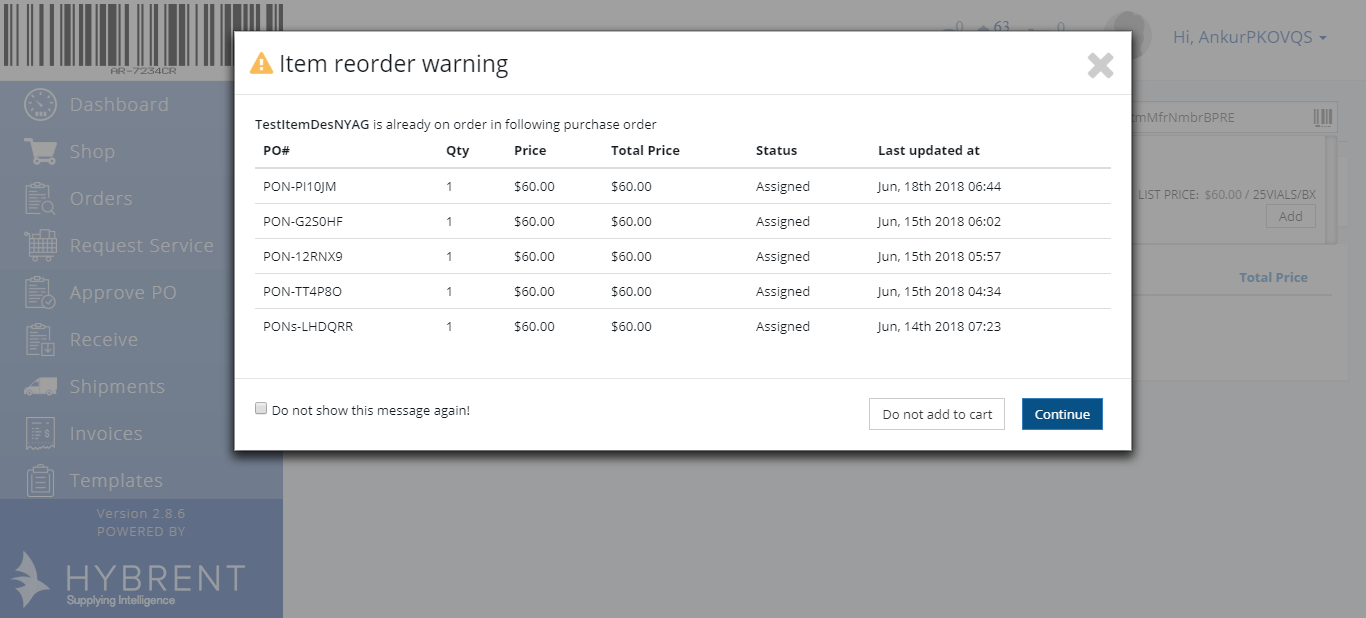 AR-7234CR
0 63 0
Hi, AnkurPKOVQS
Dashboard
Shop
Orders
Request Service
Approve PO
Receive
Shipments
Invoices
Templates
Version 2.8.6
POWERED BY
HYBRENT
Supplying Intelligence
Item reorder warning
TestItemDesNYAG is already on order in following purchase order
PO# Qty Price Total Price Status Last updated at
PON-PI10JM 1 $60.00 $60.00 Assigned Jun, 18th 2018 06:44
PON-G2S0HF 1 $60.00 $60.00 Assigned Jun, 15th 2018 06:02
PON-12RNX9 1 $60.00 $60.00 Assigned Jun, 15th 2018 05:57
PON-TT4P8O 1 $60.00 $60.00 Assigned Jun, 15th 2018 04:34
PONs-LHDQRR 1 $60.00 $60.00 Assigned Jun, 14th 2018 07:23
Do not show this message again!
Do not add to cart
Continue
mMfrNmbrBPRE
LIST PRICE: $60.00 / 25VIALS/BX
Add
Total Price